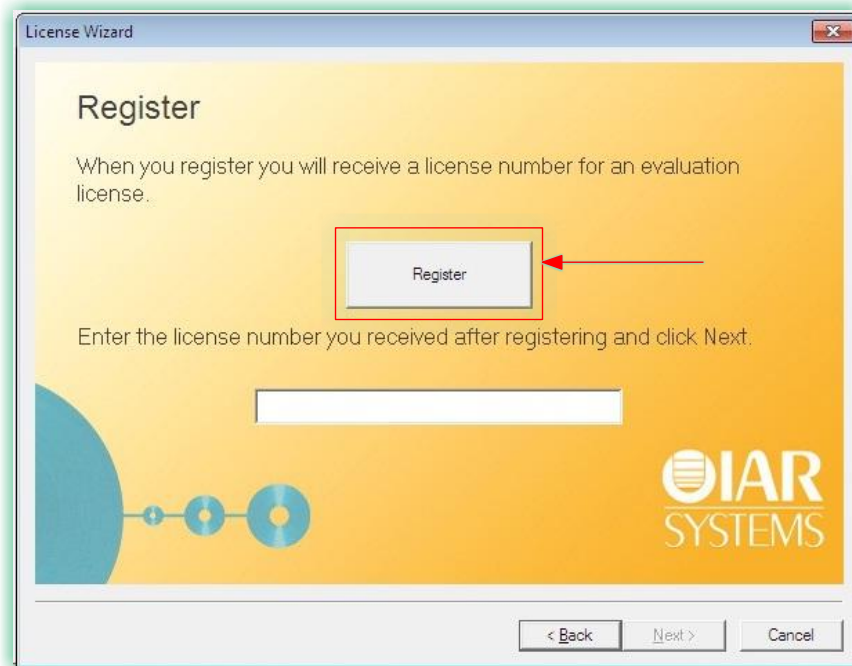 License Wizard
Register
When you register you will receive a license number for an evaluation
license.
Register
Enter the license number you received after registering and click Next.
IAR
SYSTEMS
< Back
Next >
Cancel